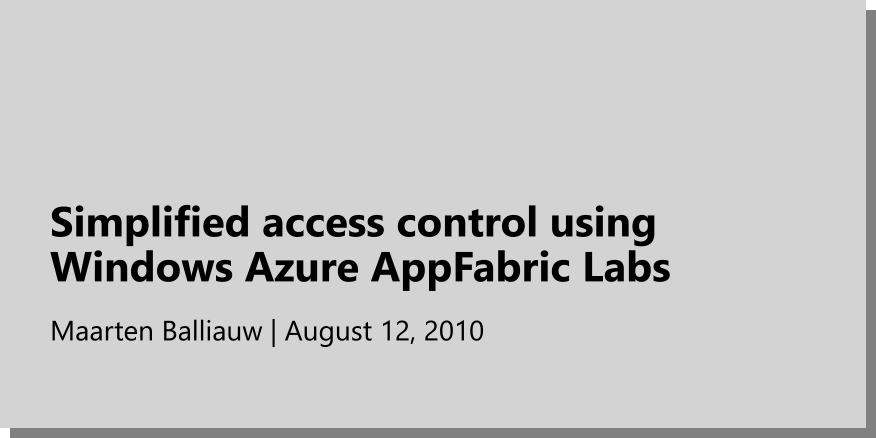 Simplified access control using
Windows Azure AppFabric Labs
Maarten Balliauw | August 12, 2010